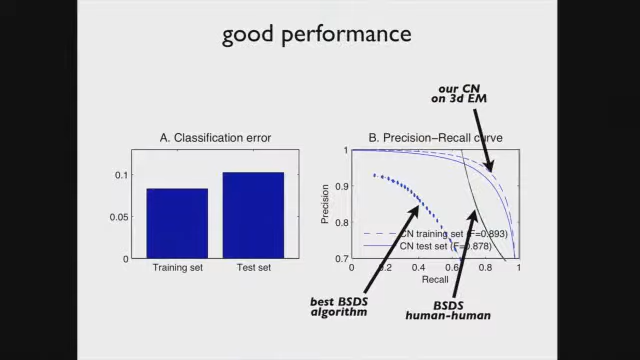 good performance
our CN
on 3d EM
A. Classification error
0.1
0.05
0
Training set
Test set
B. Precision-Recall curve
Precision
1
0.9
0.8
0.7
0
0.2
0.4
0.6
0.8
1
Recall
CN training set (F=0.893)
CN test set (F=0.878)
best BSDS
algorithm
BSDS
human-human